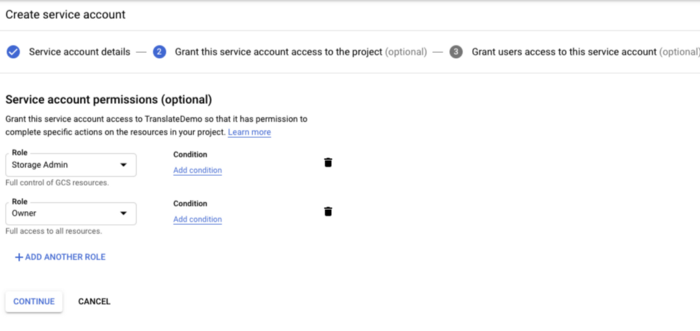 Create service account
Service account details — 2 Grant this service account access to the project (optional) — 3 Grant users access to this service account (optional)
Service account permissions (optional)
Grant this service account access to TranslateDemo so that it has permission to
complete specific actions on the resources in your project. Learn more
Role
Condition
Storage Admin
Add condition
Full control of GCS resources.
Role
Condition
Owner
Add condition
Full access to all resources.
+ ADD ANOTHER ROLE
CONTINUE CANCEL